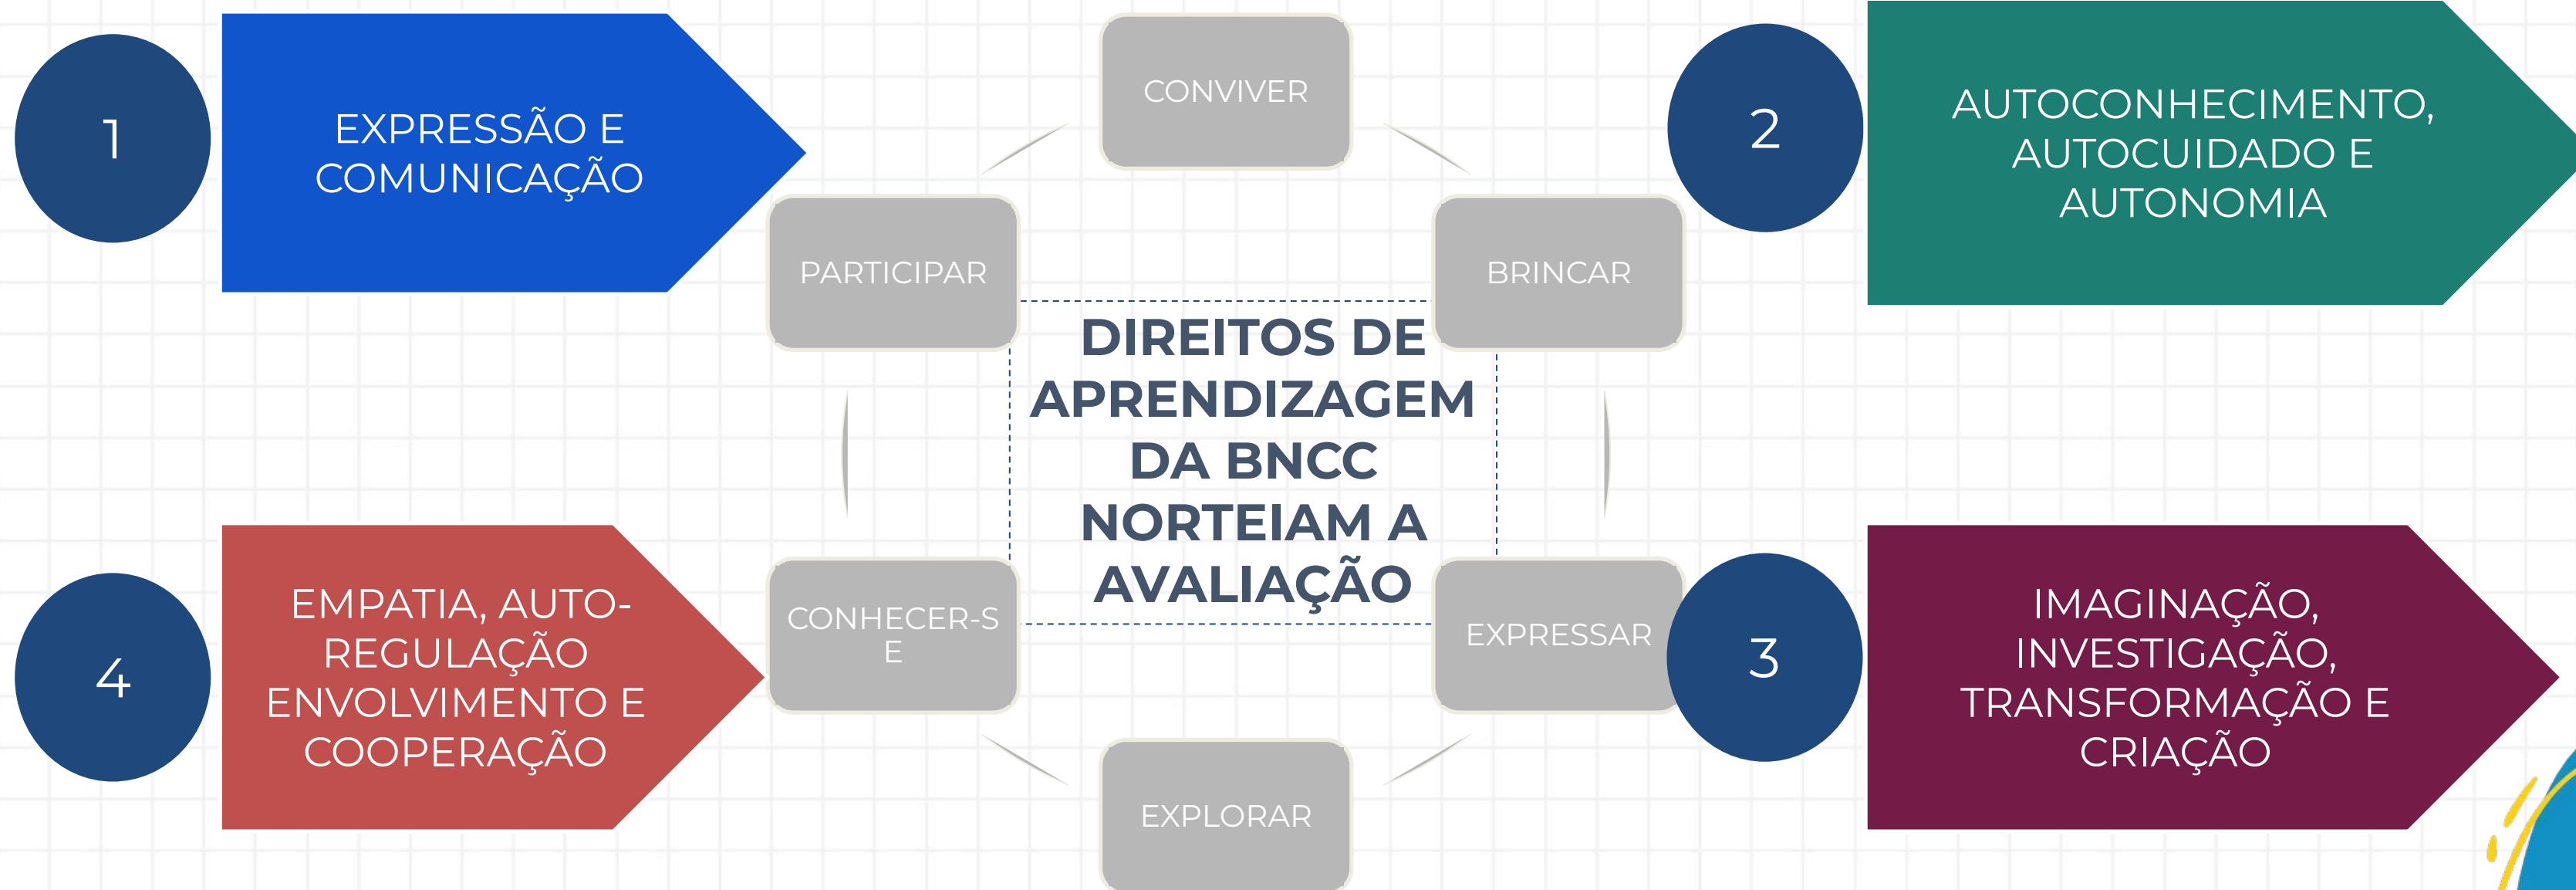 1
EXPRESSÃO E
COMUNICAÇÃO
CONVIVER
2
AUTOCONHECIMENTO,
AUTOCUIDADO E
AUTONOMIA
PARTICIPAR
BRINCAR
DIREITOS DE
APRENDIZAGEM
DA BNCC
NORTEIAM A
AVALIAÇÃO
4
EMPATIA, AUTO-
REGULAÇÃO
ENVOLVIMENTO E
COOPERAÇÃO
CONHECER-S
E
EXPRESSAR
3
IMAGINAÇÃO,
INVESTIGAÇÃO,
TRANSFORMAÇÃO E
CRIAÇÃO
EXPLORAR